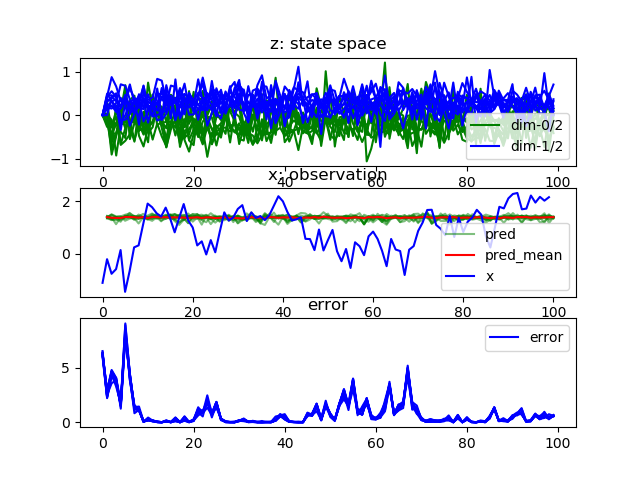 z: state space
1
0
−1
dim-0/2
dim-1/2
0 20 40 60 80 100
x: observation
2
0
pred
pred_mean
x
0 20 40 60 80 100
error
5
0
error
0 20 40 60 80 100